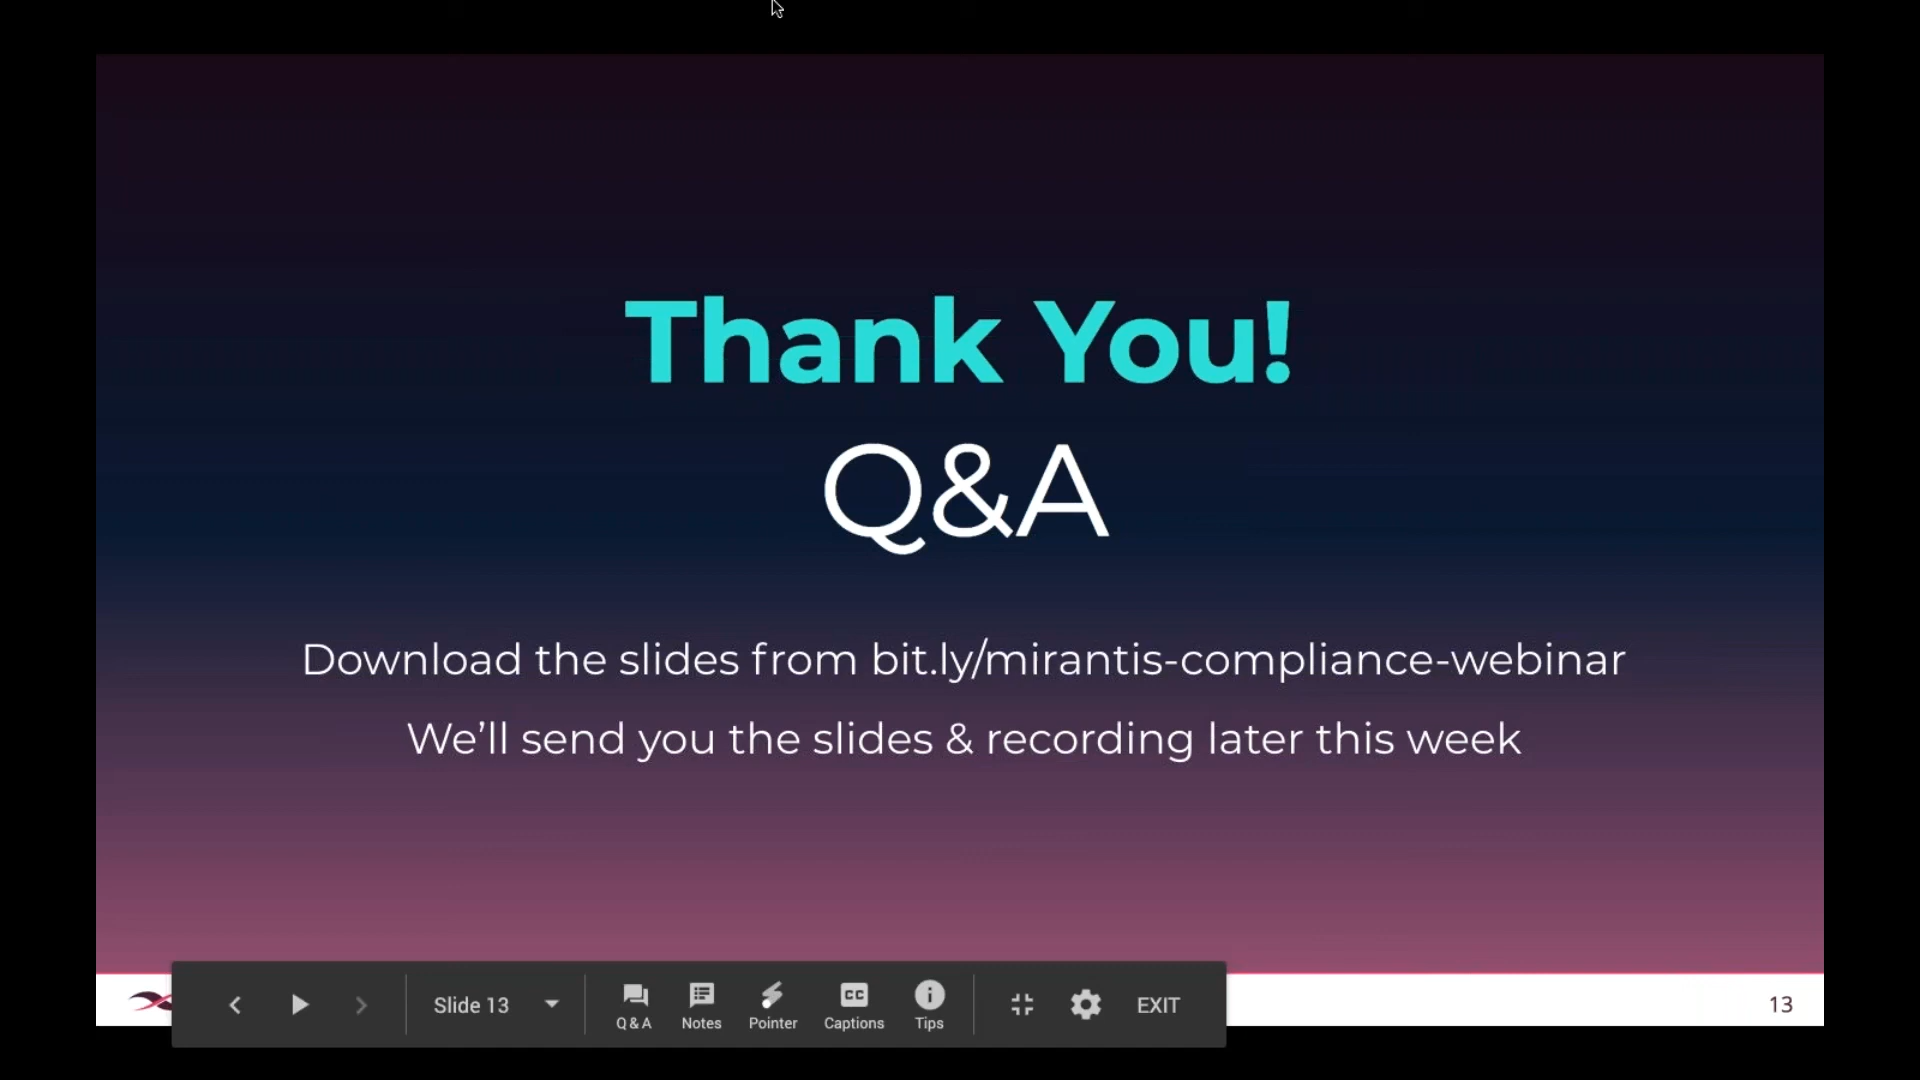 Thank You!
Q&A
Download the slides from bit.ly/mirantis-compliance-webinar
We’ll send you the slides & recording later this week
Slide 13
Q&A
Notes
Pointer
CC
Captions
Tips
EXIT
13